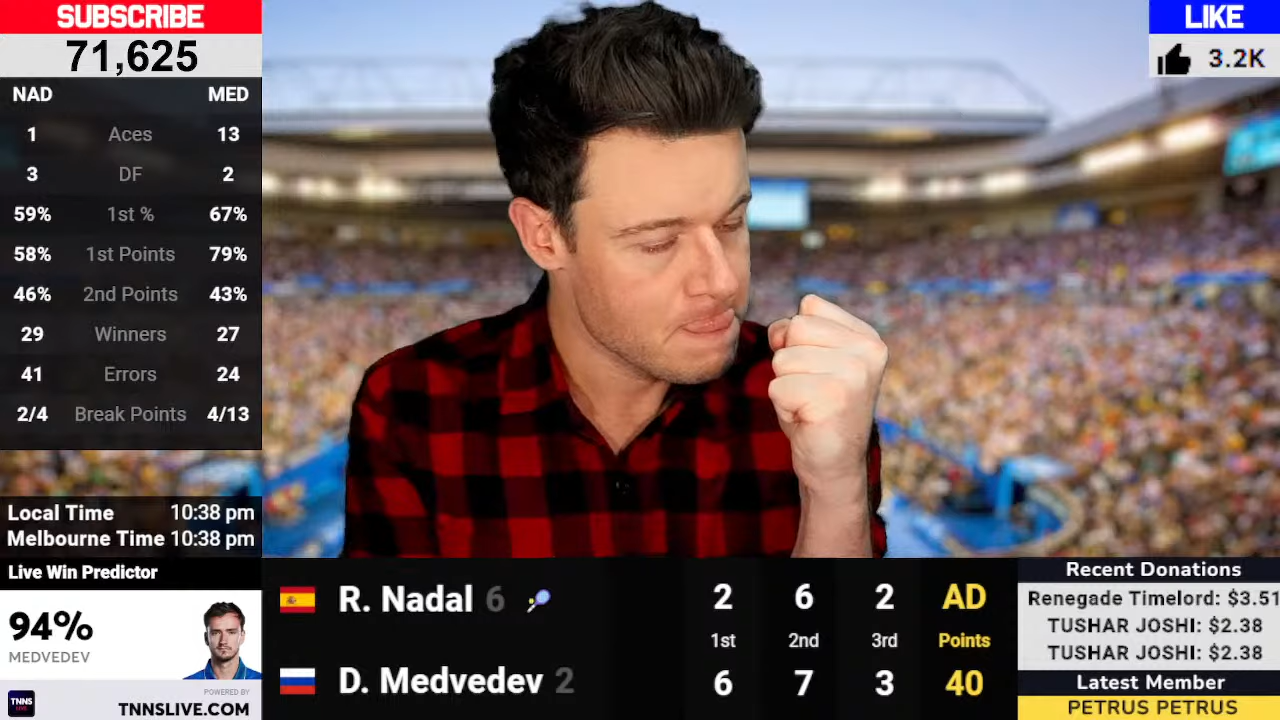 SUBSCRIBE
71,625
NAD MED
1 Aces 13
3 DF 2
59% 1st % 67%
58% 1st Points 79%
46% 2nd Points 43%
29 Winners 27
41 Errors 24
2/4 Break Points 4/13
Local Time 10:38 pm
Melbourne Time 10:38 pm
Live Win Predictor
94%
MEDVEDEV
POWERED BY
TNNS LIVE TNNSLIVE.COM
LIKE
3.2K
R. Nadal 6 2 6 2 AD
1st 2nd 3rd Points
D. Medvedev 2 6 7 3 40
Recent Donations
Renegade Timelord: $3.51
TUSHAR JOSHI: $2.38
TUSHAR JOSHI: $2.38
Latest Member
PETRUS PETRUS